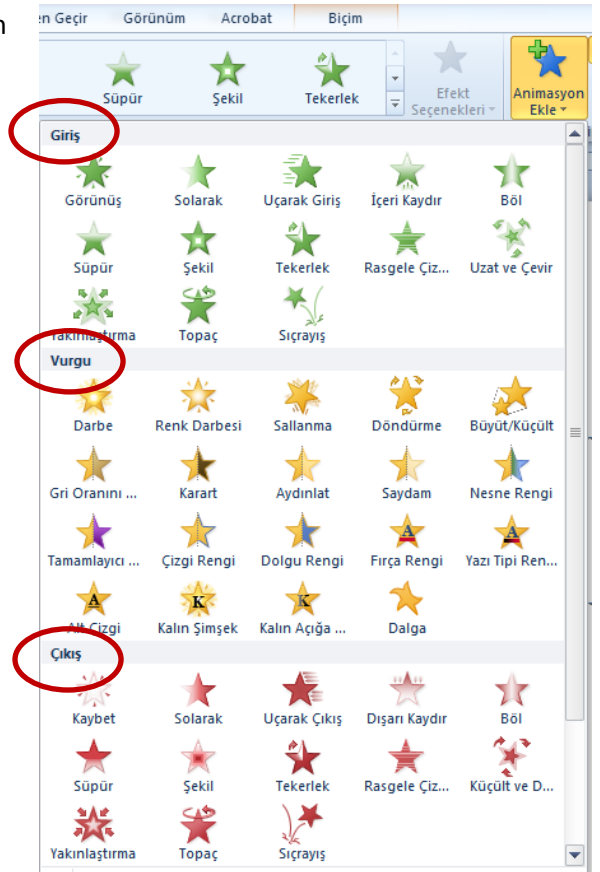 n
en Geçir Görünüm Acrobat Biçim
Süpür Şekil Tekerlek Efekt Seçenekleri Animasyon Ekle
Giriş
Görünüş Solarak Uçarak Giriş İçeri Kaydır Böl
Süpür Şekil Tekerlek Rasgele Çiz... Uzat ve Çevir
Yakınlaştırma Topaç Sıçrayış
Vurgu
Darbe Renk Darbesi Sallanma Döndürme Büyüt/Küçült
Gri Oranını ... Karart Aydınlat Saydam Nesne Rengi
Tamamlayıcı ... Çizgi Rengi Dolgu Rengi Fırça Rengi Yazı Tipi Ren...
Alt Çizgi Kalın Şimşek Kalın Açığa ... Dalga
Çıkış
Kaybet Solarak Uçarak Çıkış Dışarı Kaydır Böl
Süpür Şekil Tekerlek Rasgele Çiz... Küçült ve D...
Yakınlaştırma Topaç Sıçrayış